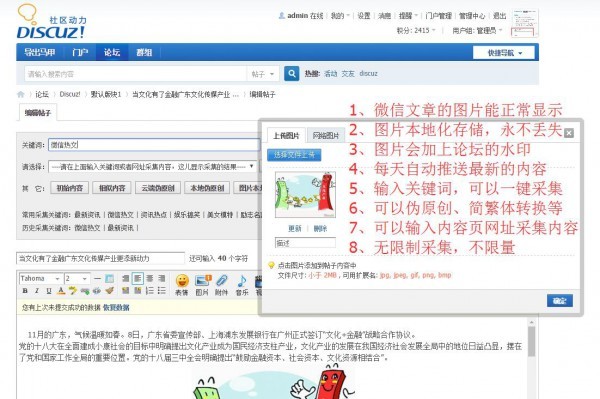 社区动力
DISCUZ!
admin 在线 | 我的 | 设置 | 消息 | 提醒 | 门户管理 | 管理中心 | 退出
积分: 2415 | 用户组: 管理员
导出马甲 门户 论坛 群组 快捷导航
请输入搜索内容 帖子 热搜: 活动 交友 discuz
论坛 › Discuz! › 默认版块1 › 当文化有了金融广东文化传媒产业 ... › 编辑帖子
编辑帖子
1、微信文章的图片能正常显示
2、图片本地化存储，永不丢失
3、图片会加上论坛的水印
4、每天自动推送最新的内容
5、输入关键词，可以一键采集
6、可以伪原创、简繁体转换等
7、可以输入内容页网址采集内容
8、无限制采集，不限量
上传图片 网络图片
选择文件上传
更新 | 删除
描述
点击图片添加到帖子内容中
文件尺寸: 小于 2MB , 可用扩展名: jpg, jpeg, gif, png, bmp
确定
关键词: 微信热文
请选择: ----请在上面输入关键词或者网址采集内容，这儿显示采集的结果----
其 它: 初始内容 相似内容 云端伪原创 本地伪原创 图片本地
常用采集关键词: 最新资讯 | 微信热文 | 资讯热点 | 娱乐搞笑 | 美女模特 | 励志名言
历史采集关键词: 微信热文 | 最新资讯 |
当文化有了金融广东文化传媒产业更添新动力 还可输入 40 个字符
Tahoma 2
B I U A 表情 图片 附件 音乐
您有上次未提交成功的数据 恢复数据
11月的广东，气候温暖如春。8日，广东省委宣传部、上海浦东发展银行在广州正式签订"文化+金融"战略合作协议。
党的十八大在全面建成小康社会的目标中明确提出文化产业成为国民经济支柱产业，文化产业的发展在我国经济社会发展全局中的地位日益凸显，摆在
了党和国家工作全局的重要位置。党的十八届三中全会明确提出"鼓励金融资本、社会资本、文化资源相结合"。